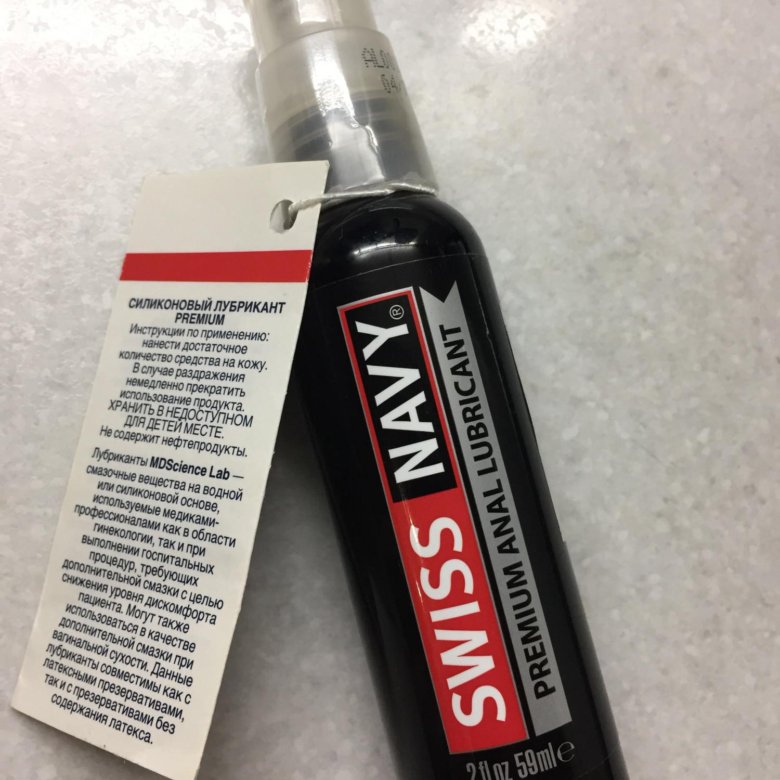 СИЛИКОНОВЫЙ ЛУБРИКАНТ
PREMIUM
Инструкции по применению:
нанести достаточное
количество средства на кожу.
В случае раздражения
немедленно прекратить
использование продукта.
ХРАНИТЬ В НЕДОСТУПНОМ
ДЛЯ ДЕТЕЙ МЕСТЕ.
Не содержит нефтепродукты.
Лубриканты MDScience Lab —
смазочные вещества на водной
или силиконовой основе,
используемые медиками-
профессионалами как в области
гинекологии, так и при
выполнении госпитальных
процедур, требующих
дополнительной смазки с целью
снижения уровня дискомфорта
пациента. Могут также
использоваться в качестве
дополнительной смазки при
вагинальной сухости. Данные
лубриканты совместимы как с
латексными презервативами,
так и с презервативами без
содержания латекса.
SWISS NAVY®
PREMIUM ANAL LUBRICANT
2 fl oz 59ml e